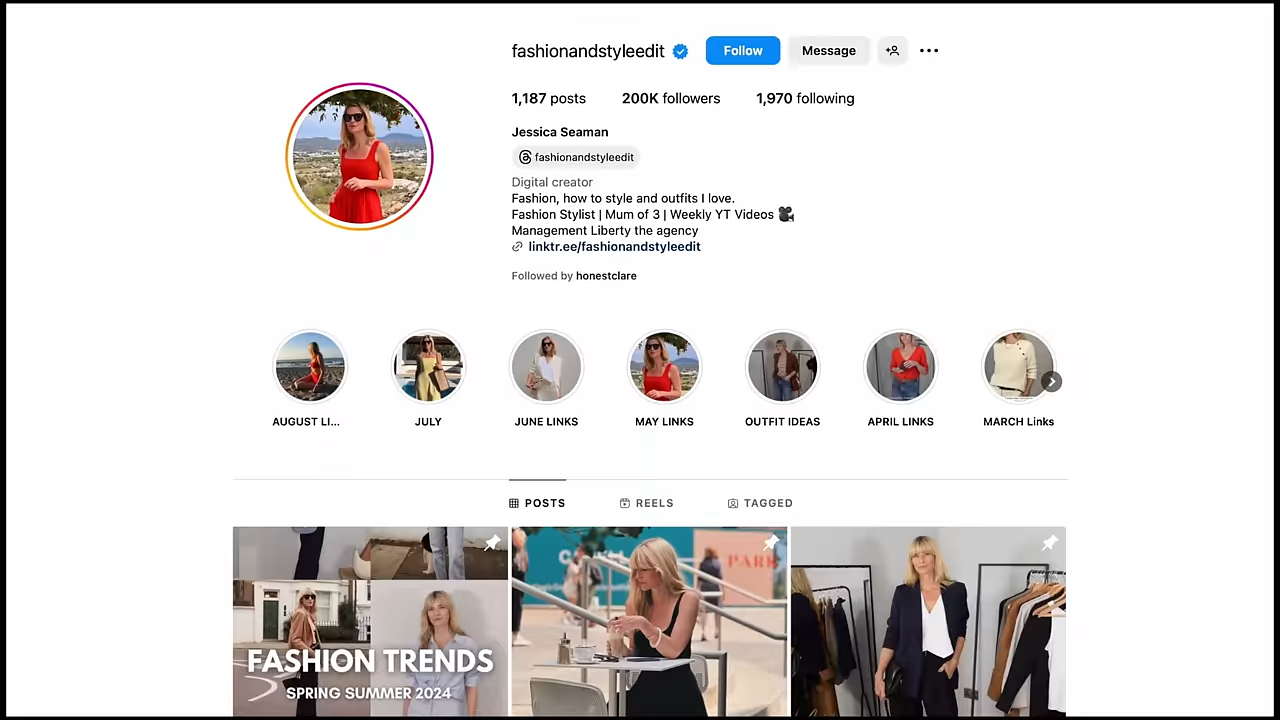 fashionandstyleedit
Follow
Message
1,187 posts
200K followers
1,970 following
Jessica Seaman
fashionandstyleedit
Digital creator
Fashion, how to style and outfits I love.
Fashion Stylist | Mum of 3 | Weekly YT Videos 🎥
Management Liberty the agency
linktr.ee/fashionandstyleedit
Followed by honestclare
AUGUST LI...
JULY
JUNE LINKS
MAY LINKS
OUTFIT IDEAS
APRIL LINKS
MARCH Links
POSTS
REELS
TAGGED
FASHION TRENDS
SPRING SUMMER 2024
PARK